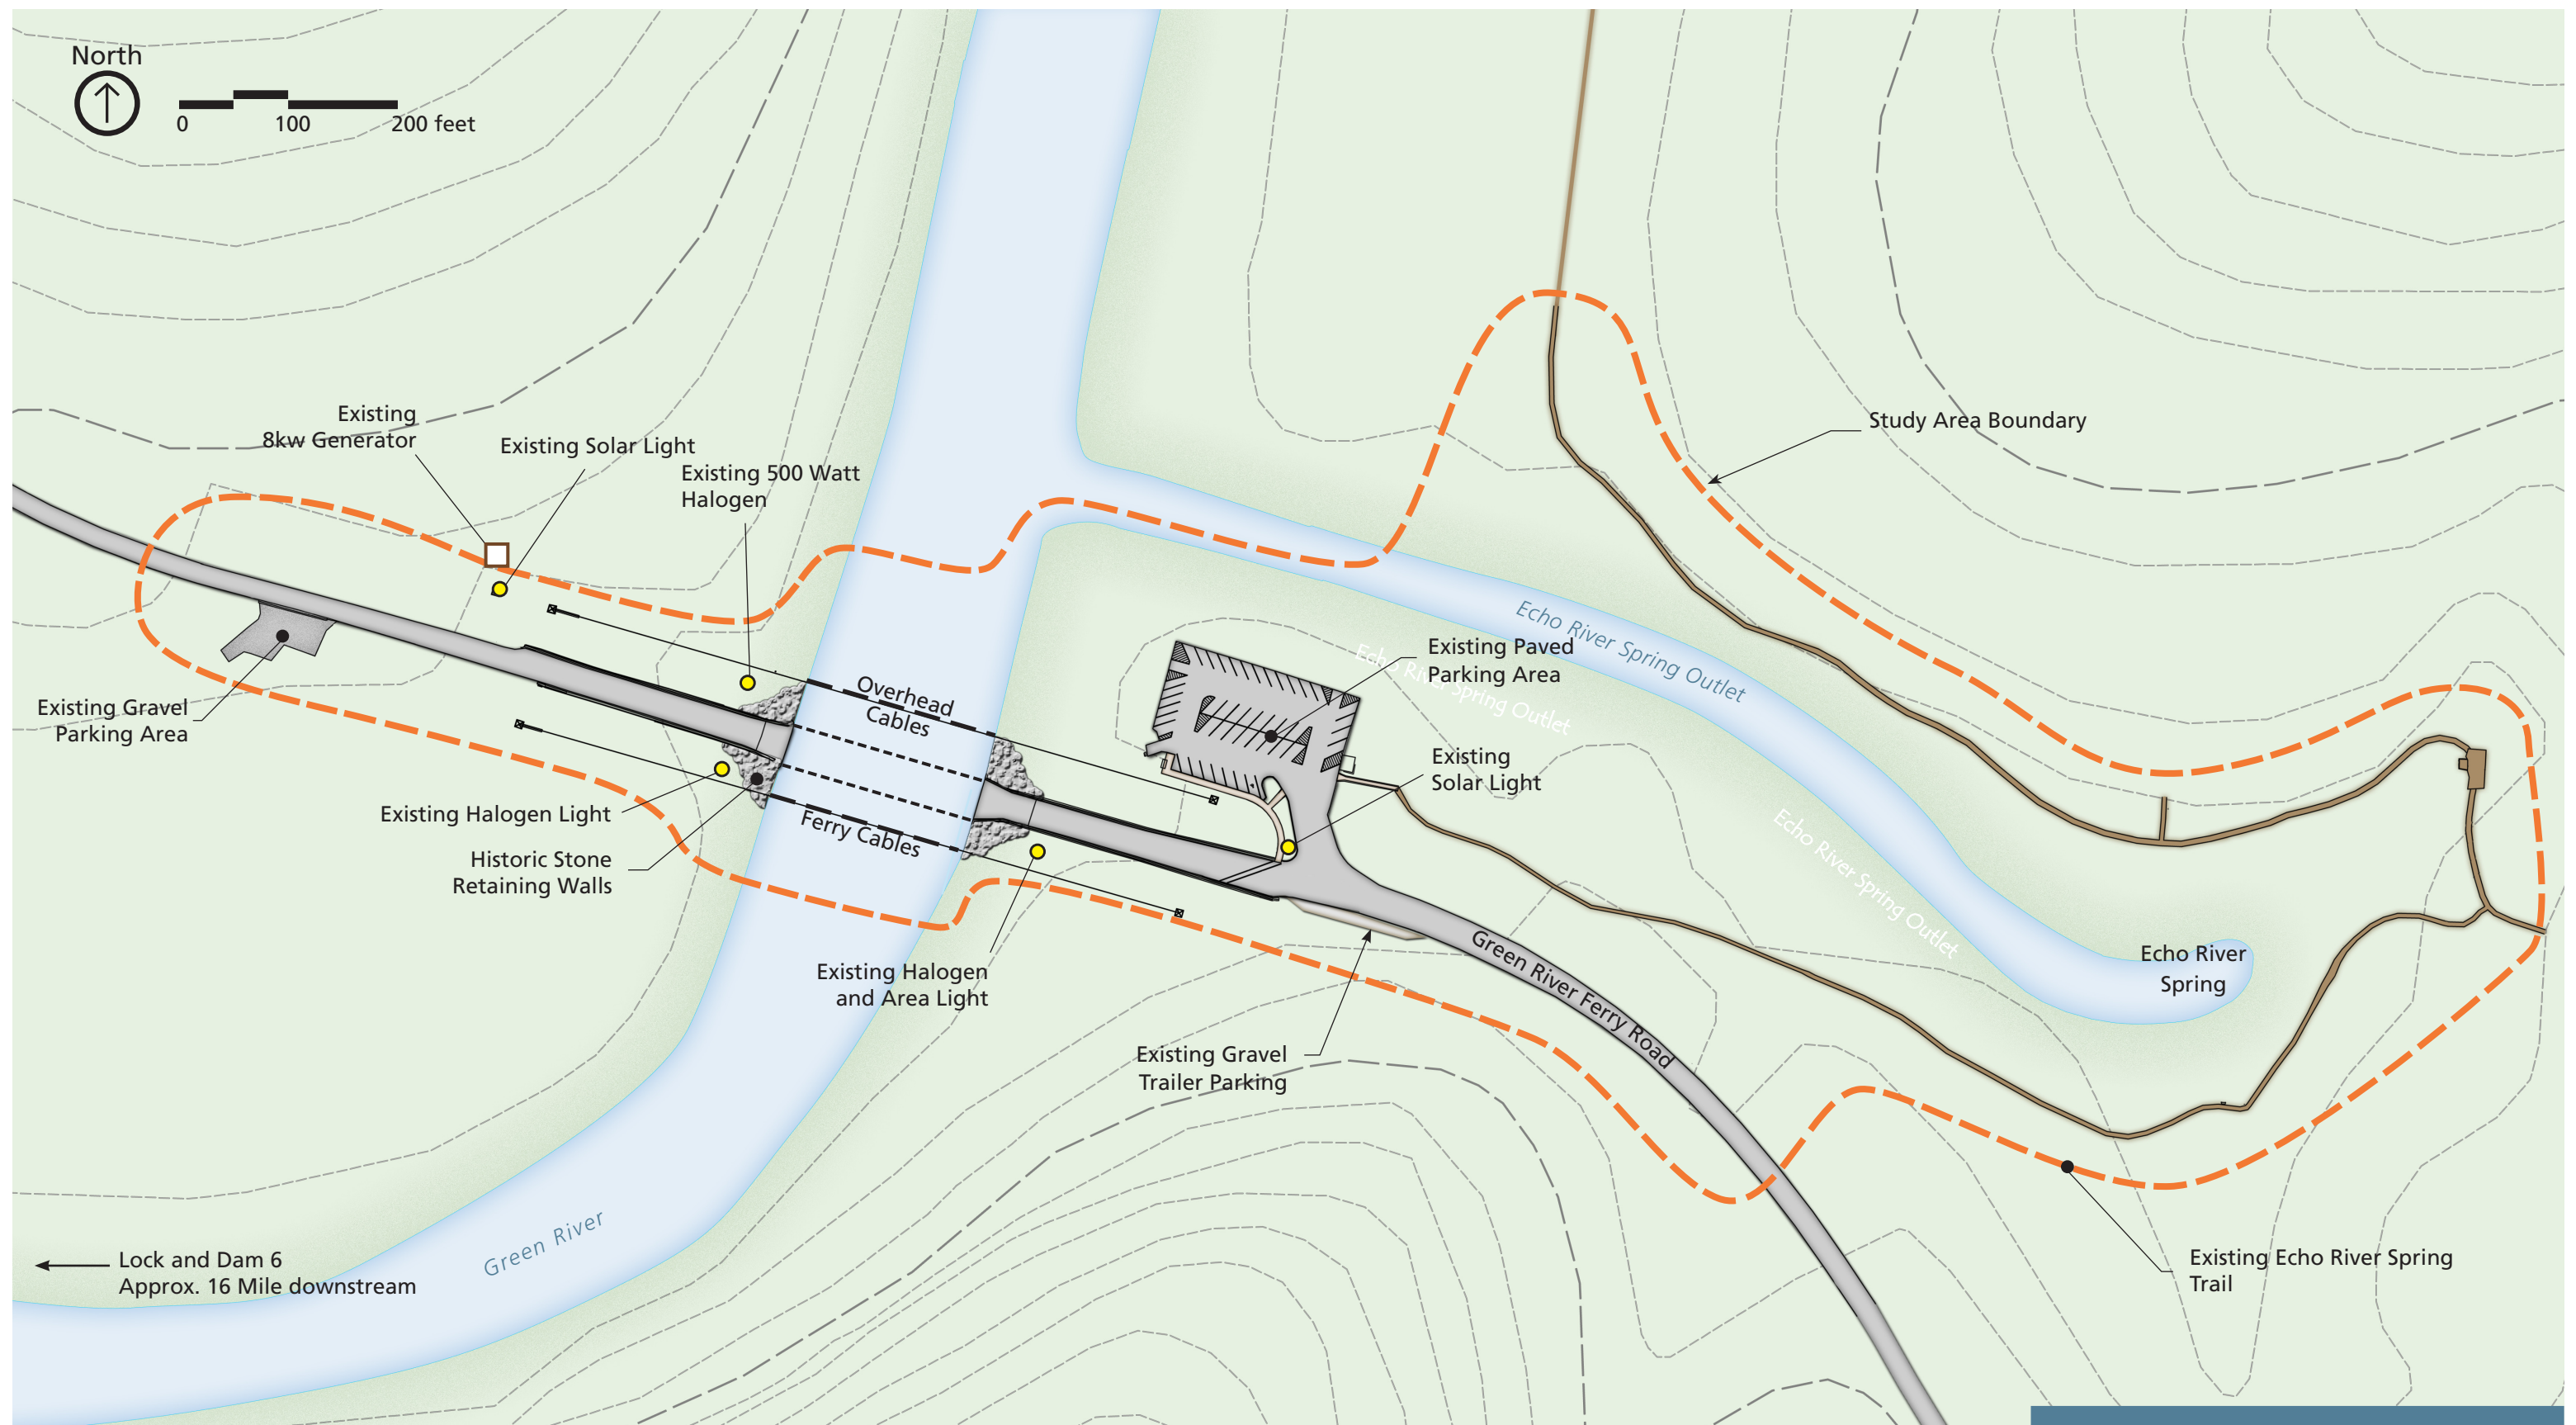 North
0 100 200 feet
Existing
8kw Generator
Existing Solar Light
Existing 500 Watt
Halogen
Study Area Boundary
Echo River Spring Outlet
Existing Paved
Parking Area
Echo River Spring Outlet
Overhead
Cables
Existing Gravel
Parking Area
Existing
Solar Light
Existing Halogen Light
Ferry Cables
Echo River Spring Outlet
Historic Stone
Retaining Walls
Green River Ferry Road
Echo River
Spring
Existing Halogen
and Area Light
Existing Gravel
Trailer Parking
Green River
Lock and Dam 6
Approx. 16 Mile downstream
Existing Echo River Spring
Trail